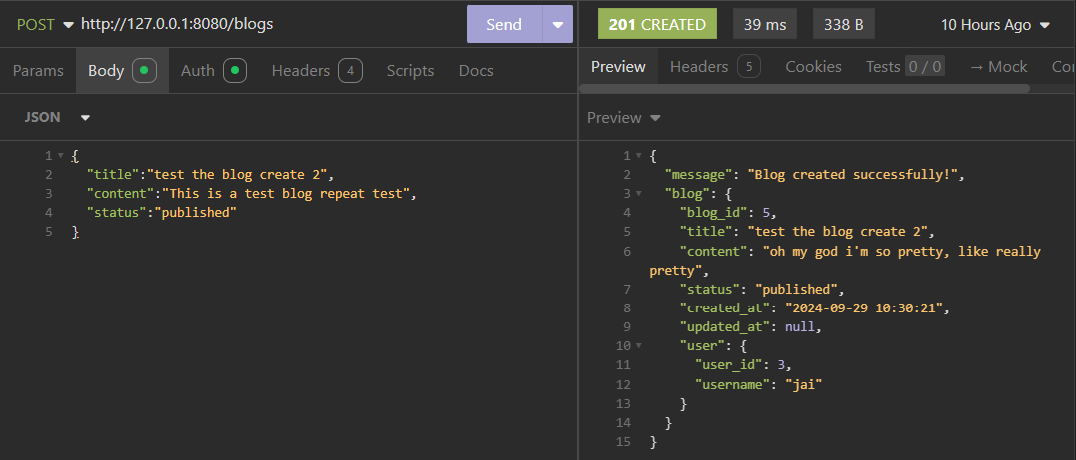 POST http://127.0.0.1:8080/blogs Send 201 CREATED 39 ms 338 B 10 Hours Ago
Params Body Auth Headers 4 Scripts Docs Preview Headers 5 Cookies Tests 0 / 0 → Mock Co
JSON
1 {
2 "title":"test the blog create 2",
3 "content":"This is a test blog repeat test",
4 "status":"published"
5 }
Preview
1 {
2 "message": "Blog created successfully!",
3 "blog": {
4 "blog_id": 5,
5 "title": "test the blog create 2",
6 "content": "oh my god i'm so pretty, like really
pretty",
7 "status": "published",
8 "created_at": "2024-09-29 10:30:21",
9 "updated_at": null,
10 "user": {
11 "user_id": 3,
12 "username": "jai"
13 }
14 }
15 }